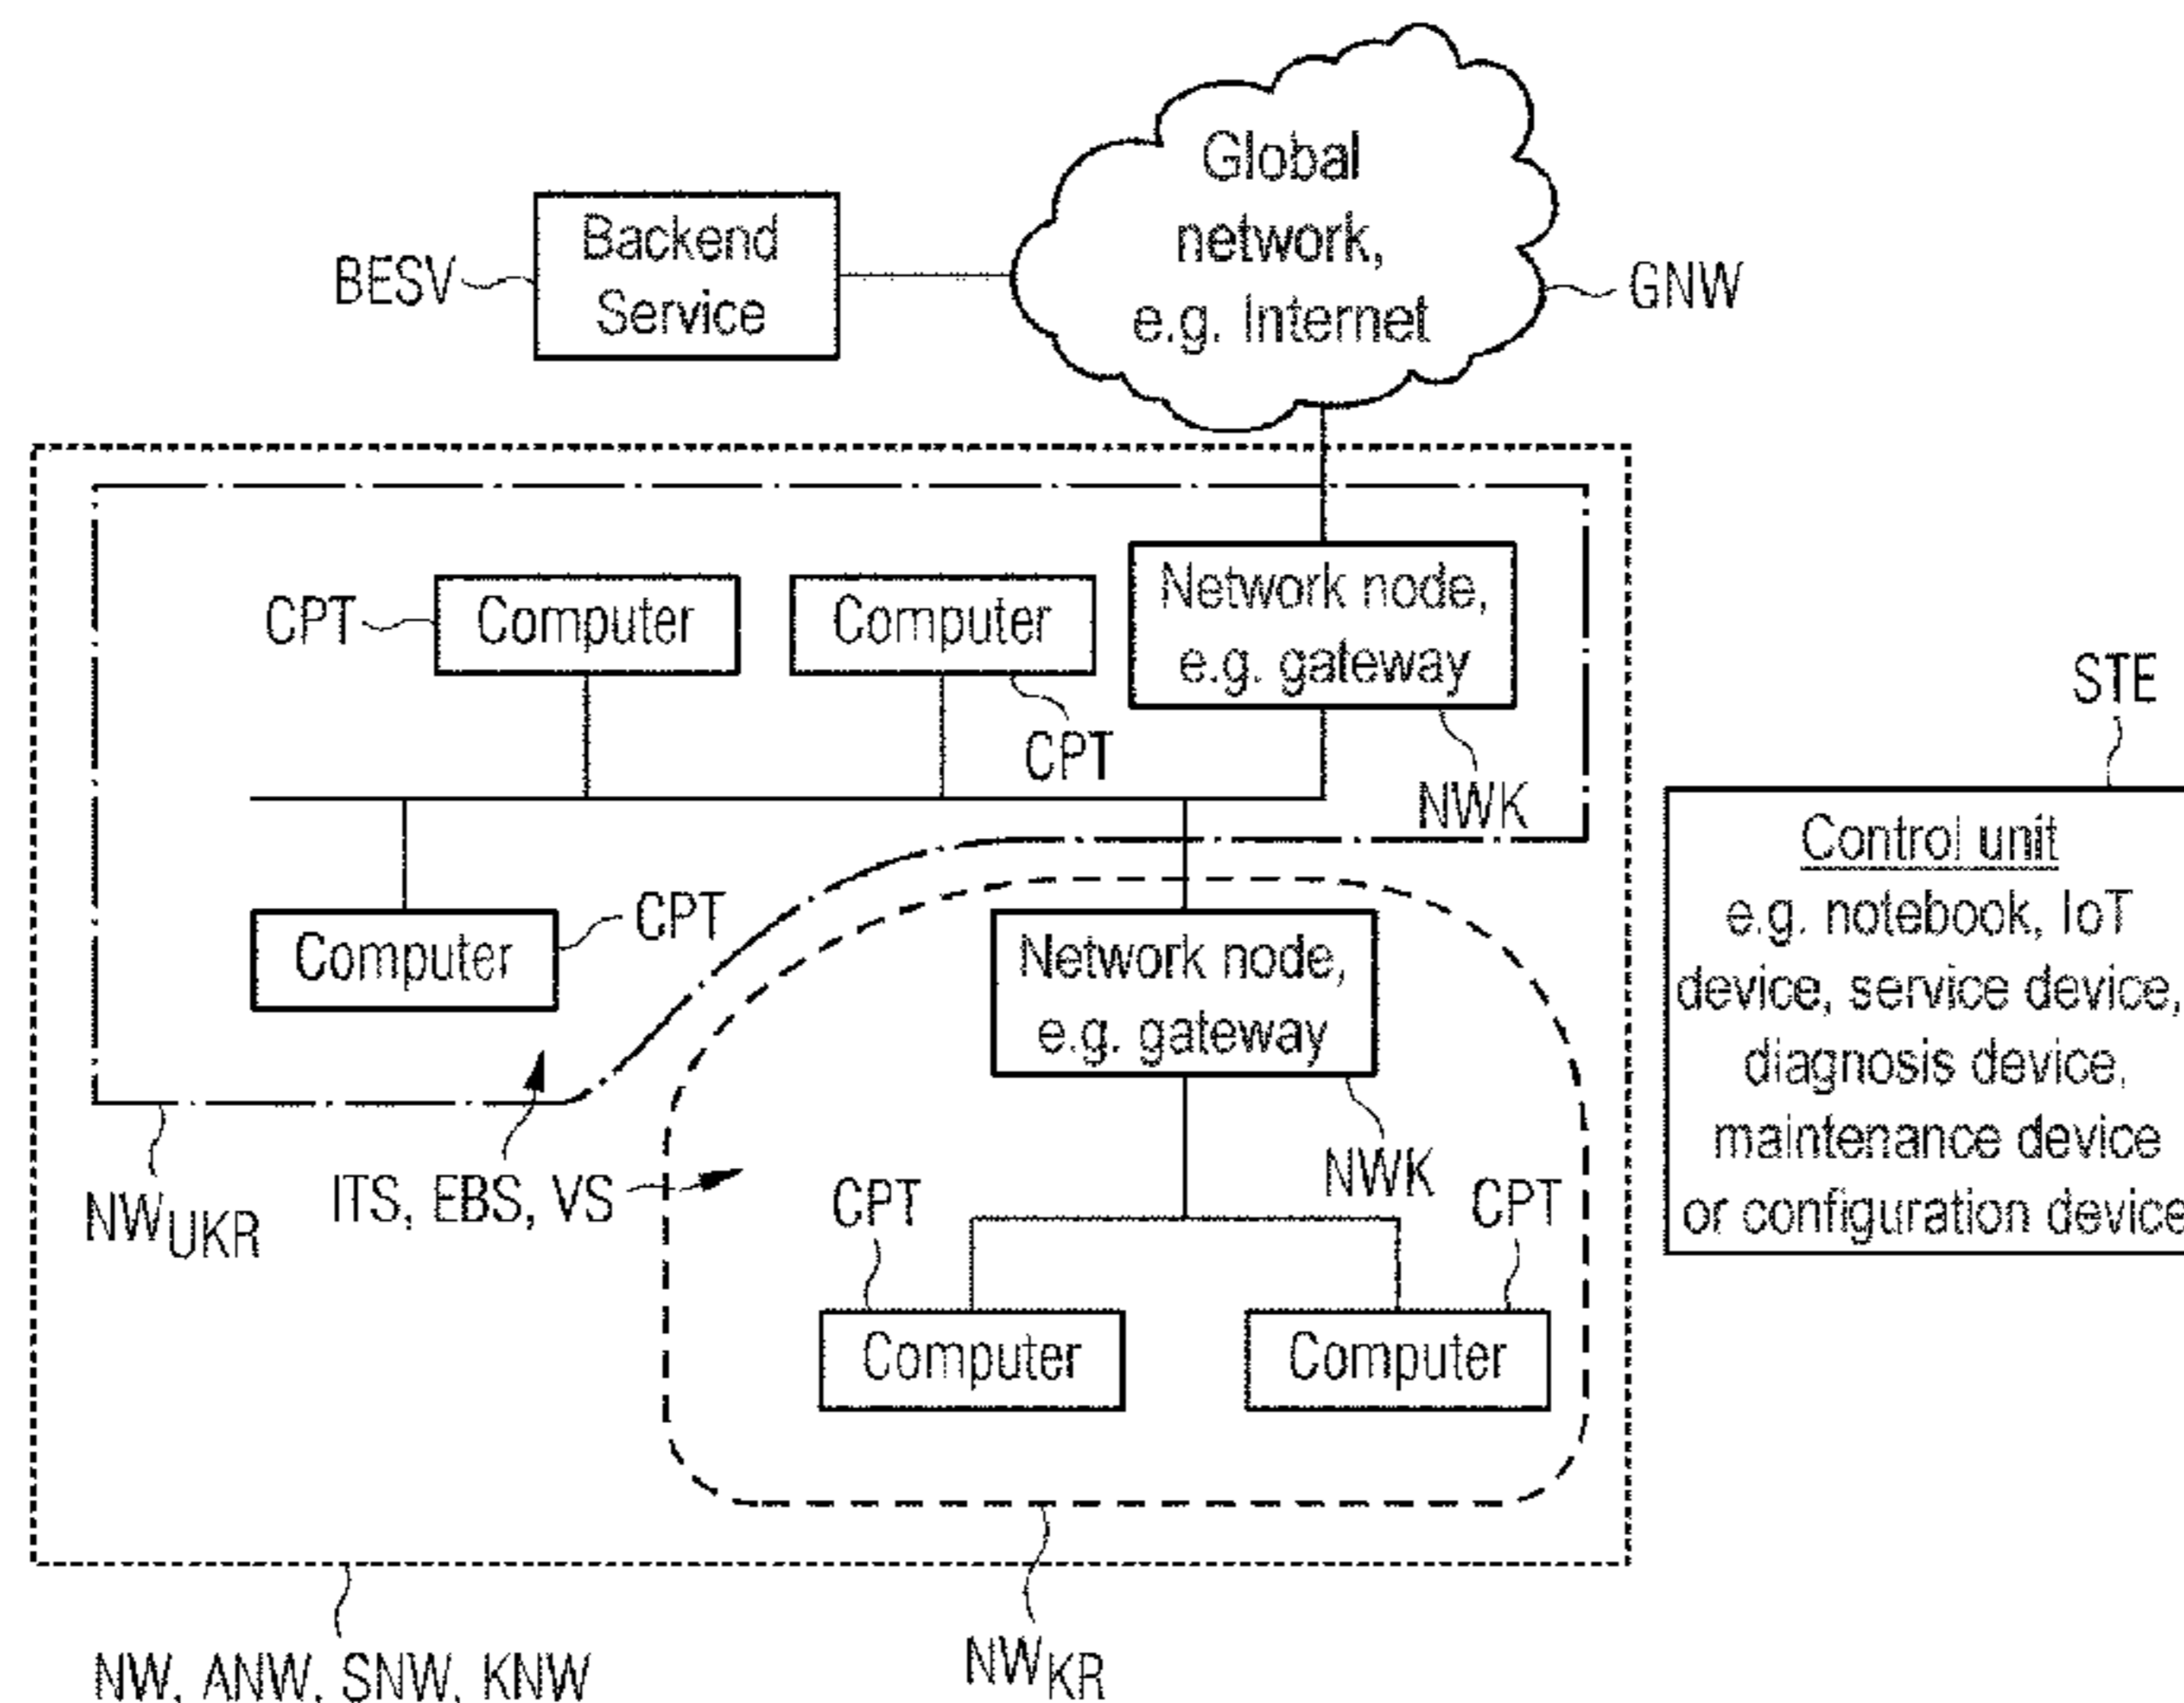 Global
network,
e.g. Internet
GNW
Backend
Service
BESV
CPT
Computer
Computer
CPT
Network node,
e.g. gateway
NWK
STE
Control unit
e.g. notebook, IoT
device, service device,
diagnosis device,
maintenance device
or configuration device
Computer
CPT
Network node,
e.g. gateway
NWK
NWUKR
ITS, EBS, VS
CPT
CPT
Computer
Computer
NW, ANW, SNW, KNW
NWKR